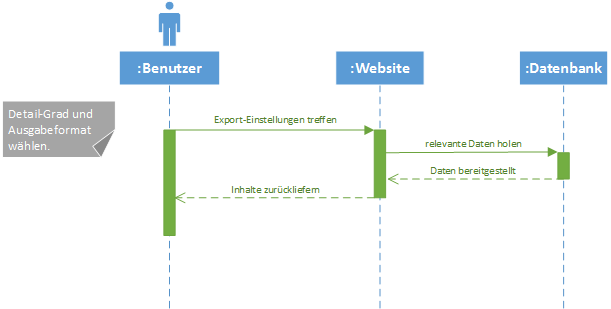 :Benutzer
:Website
:Datenbank
Detail-Grad und
Ausgabeformat
wählen.
Export-Einstellungen treffen
relevante Daten holen
Daten bereitgestellt
Inhalte zurückliefern